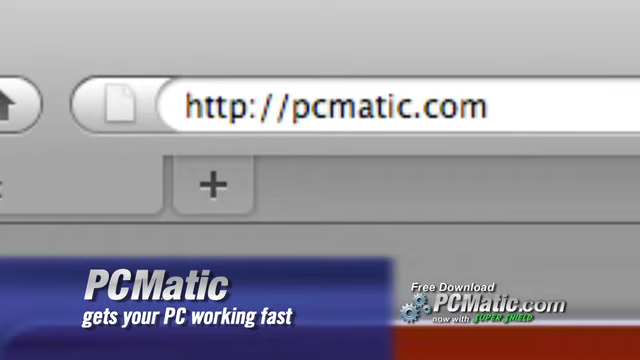 http://pcmatic.com
PCMatic
gets your PC working fast
Free Download
PCMatic.com
now with SUPER SHIELD